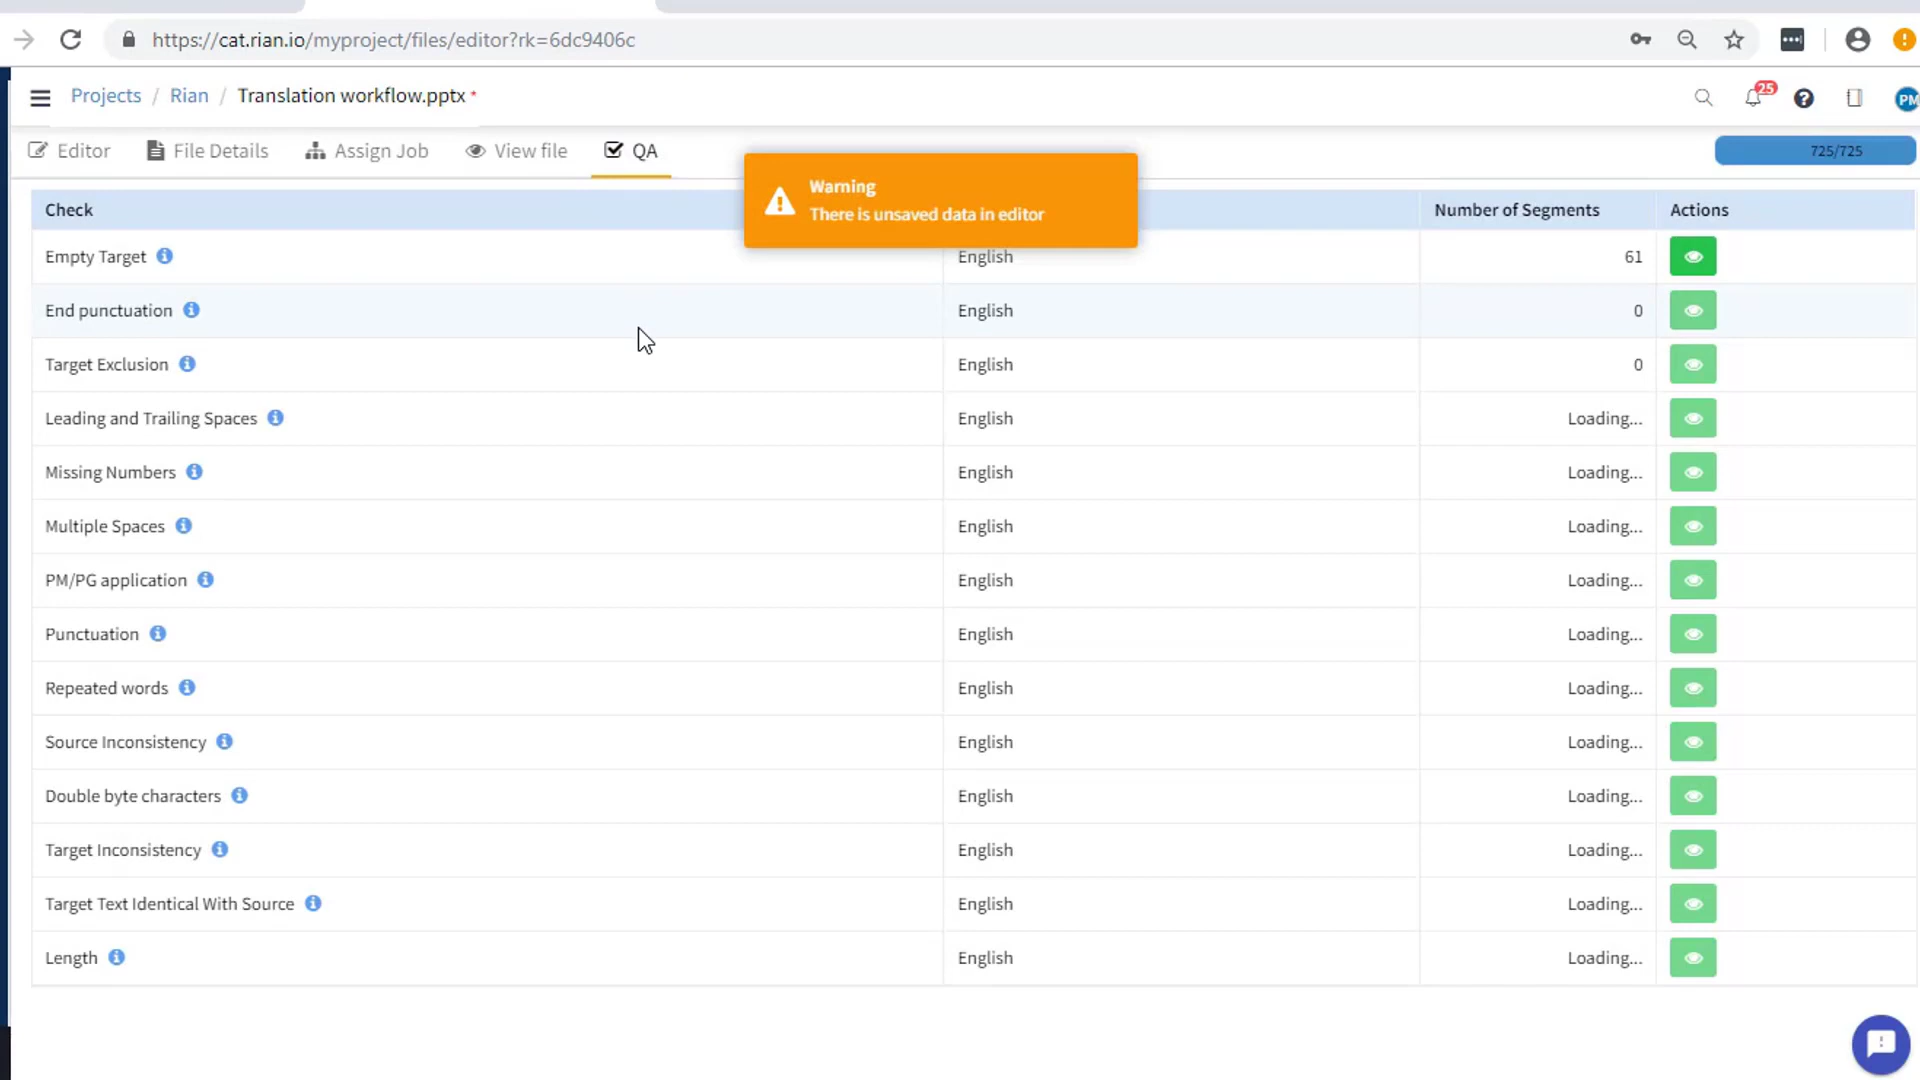 https://cat.rian.io/myproject/files/editor?rk=6dc9406c
Projects / Rian / Translation workflow.pptx *
25
PM
Editor File Details Assign Job View file QA
725/725
Warning
There is unsaved data in editor
Check Number of Segments Actions
Empty Target English 61
End punctuation English 0
Target Exclusion English 0
Leading and Trailing Spaces English Loading...
Missing Numbers English Loading...
Multiple Spaces English Loading...
PM/PG application English Loading...
Punctuation English Loading...
Repeated words English Loading...
Source Inconsistency English Loading...
Double byte characters English Loading...
Target Inconsistency English Loading...
Target Text Identical With Source English Loading...
Length English Loading...